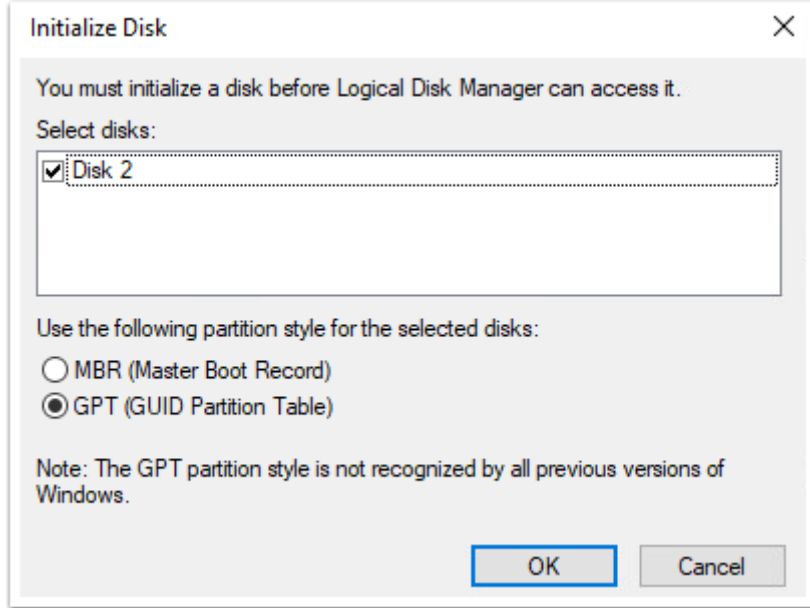 Initialize Disk
You must initialize a disk before Logical Disk Manager can access it.
Select disks:
Disk 2
Use the following partition style for the selected disks:
MBR (Master Boot Record)
GPT (GUID Partition Table)
Note: The GPT partition style is not recognized by all previous versions of
Windows.
OK Cancel